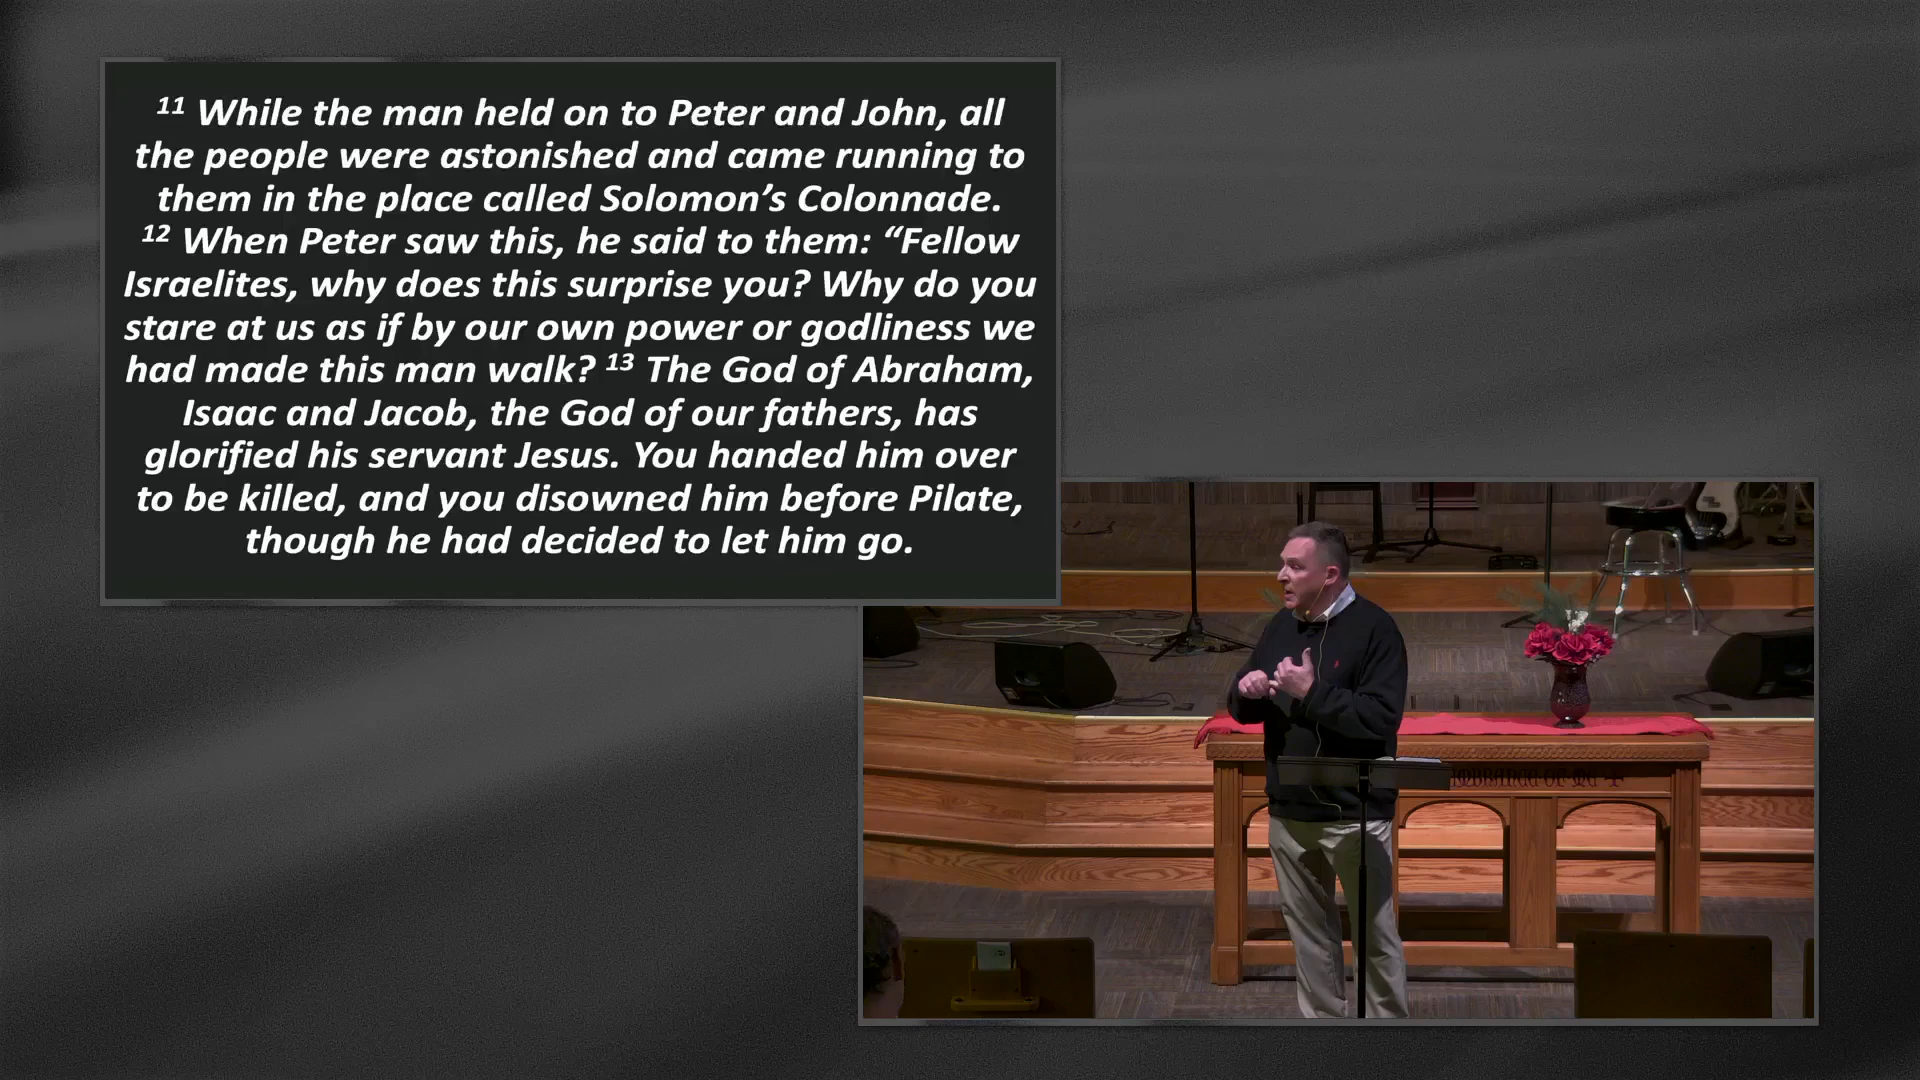 11 While the man held on to Peter and John, all
the people were astonished and came running to
them in the place called Solomon’s Colonnade.
12 When Peter saw this, he said to them: “Fellow
Israelites, why does this surprise you? Why do you
stare at us as if by our own power or godliness we
had made this man walk? 13 The God of Abraham,
Isaac and Jacob, the God of our fathers, has
glorified his servant Jesus. You handed him over
to be killed, and you disowned him before Pilate,
though he had decided to let him go.